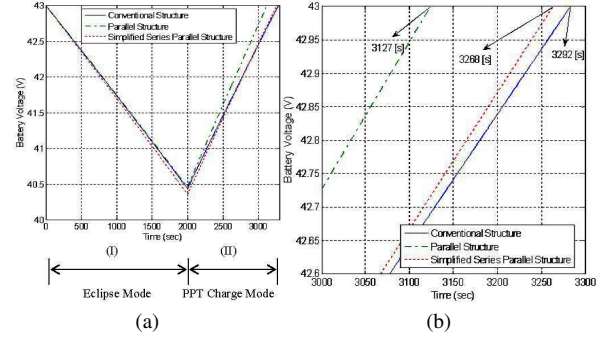 43
42
41.5
41
40.5
40
Battery Voltage (V)
Conventional Structure
Parallel Structure
Simplified Series Parallel Structure
0 500 1000 1500 2000 2500 3000
Time (sec)
(I) (II)
Eclipse Mode PPT Charge Mode
(a)
43
42.95
42.9
42.85
42.8
42.75
42.7
42.65
42.6
Battery Voltage (V)
3127 [s]
3268 [s]
3282 [s]
Conventional Structure
Parallel Structure
Simplified Series Parallel Structure
3000 3050 3100 3150 3200 3250 3300
Time (sec)
(b)